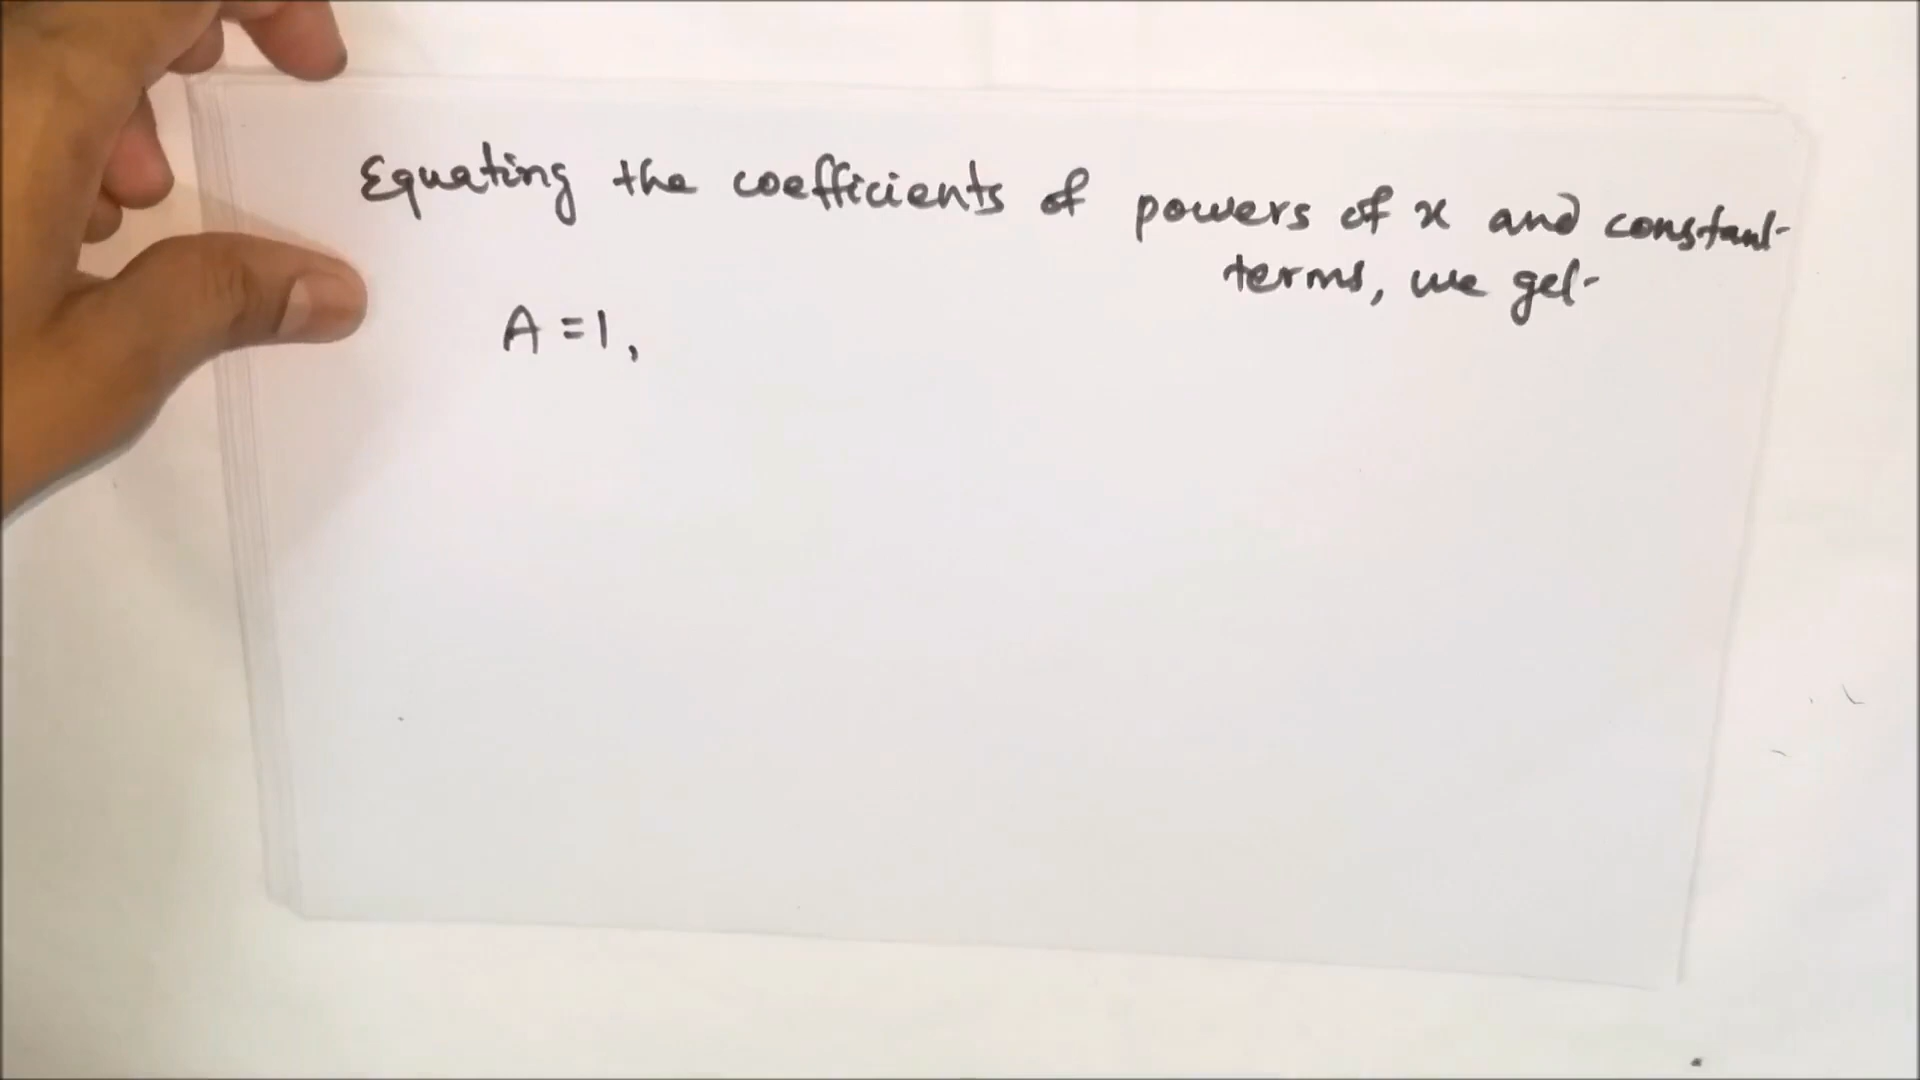 Equating the coefficients of powers of x and constant
terms, we get
A = 1,